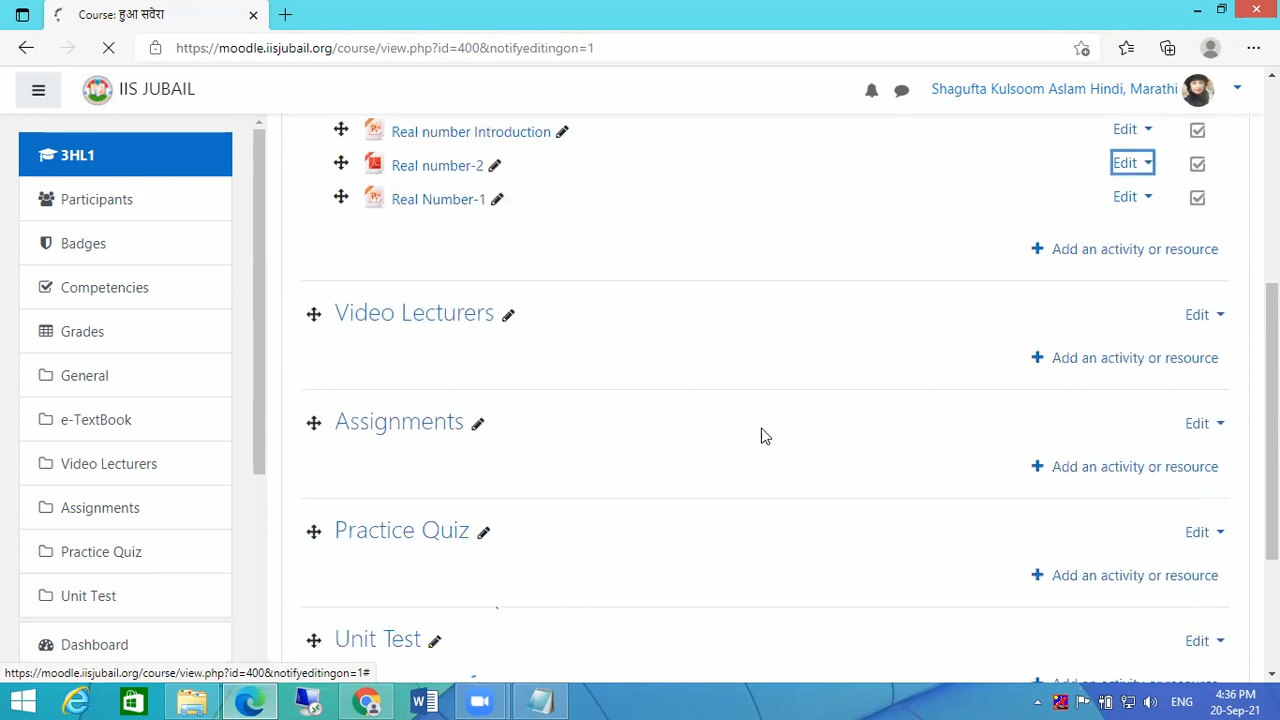 Course: हुआ सवेरा
https://moodle.iisjubail.org/course/view.php?id=400&notifyeditingon=1
IIS JUBAIL
Shagufta Kulsoom Aslam Hindi, Marathi
3HL1
Participants
Badges
Competencies
Grades
General
e-TextBook
Video Lecturers
Assignments
Practice Quiz
Unit Test
Dashboard
Real number Introduction
Edit
Real number-2
Edit
Real Number-1
Edit
Add an activity or resource
Video Lecturers
Edit
Add an activity or resource
Assignments
Edit
Add an activity or resource
Practice Quiz
Edit
Add an activity or resource
Unit Test
Edit
https://moodle.iisjubail.org/course/view.php?id=400&notifyeditingon=1#
ENG
4:36 PM
20-Sep-21